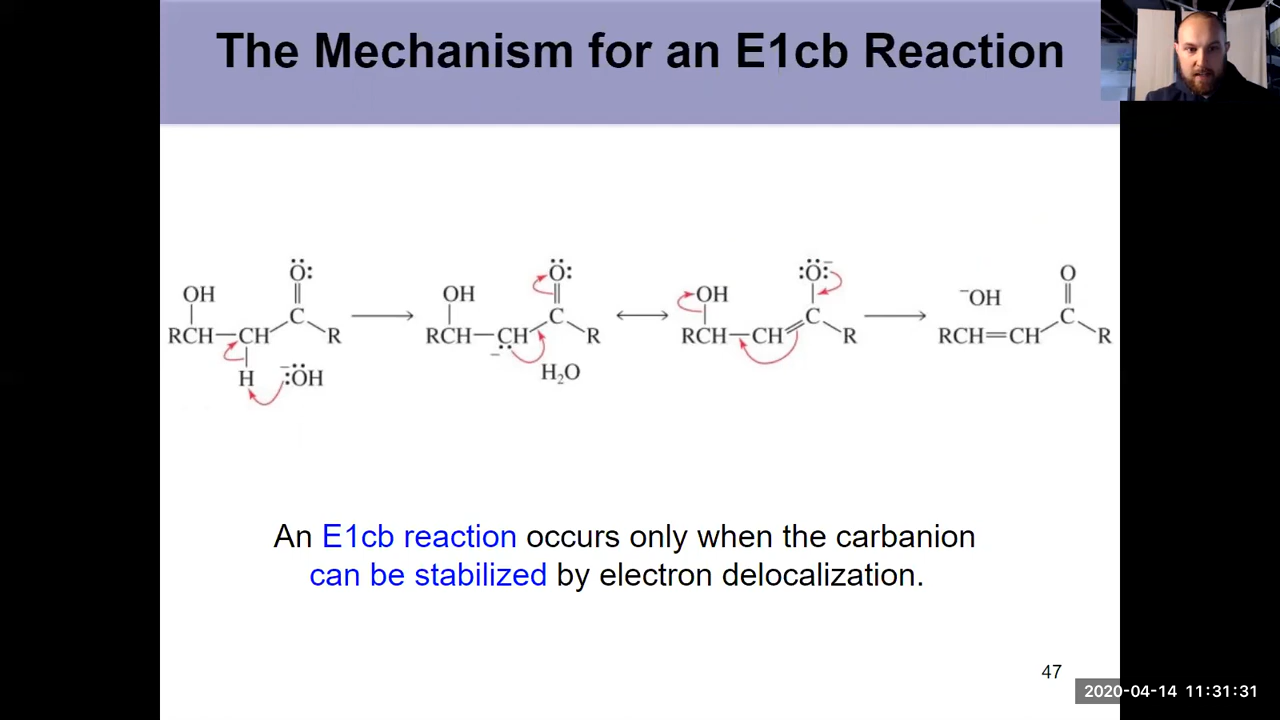 The Mechanism for an E1cb Reaction
OH
RCH—CH
C
Ö:
R
H
⁻:ÖH
OH
RCH—CH
C
Ö:
R
H₂O
OH
RCH—CH
C
:Ö:⁻
R
⁻OH
RCH=CH
C
O
R
An E1cb reaction occurs only when the carbanion
can be stabilized by electron delocalization.
47
2020-04-14 11:31:31